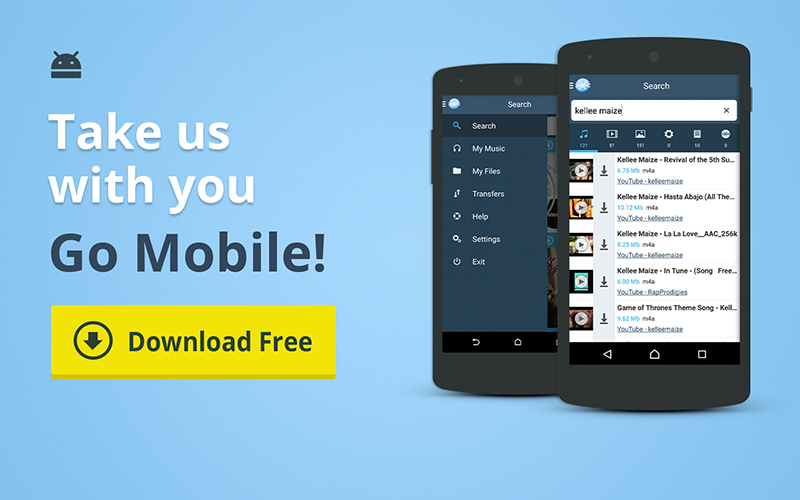 Take us
with you
Go Mobile!
Download Free
Search
Search
My Music
My Files
Transfers
Help
Settings
Exit
Search
kellee maize
121
81
151
0
10
0
Kellee Maize - Revival of the 5th Su...
6.75 Mb m4a
YouTube - kelleemaize
Kellee Maize - Hasta Abajo (All The...
10.12 Mb m4a
YouTube - kelleemaize
Kellee Maize - La La Love__AAC_256k
8.25 Mb m4a
YouTube - kelleemaize
Kellee Maize - In Tune - (Song Free...
6.00 Mb m4a
YouTube - RapProdigies
Game of Thrones Theme Song - Kell...
9.62 Mb m4a
YouTube - kelleemaize